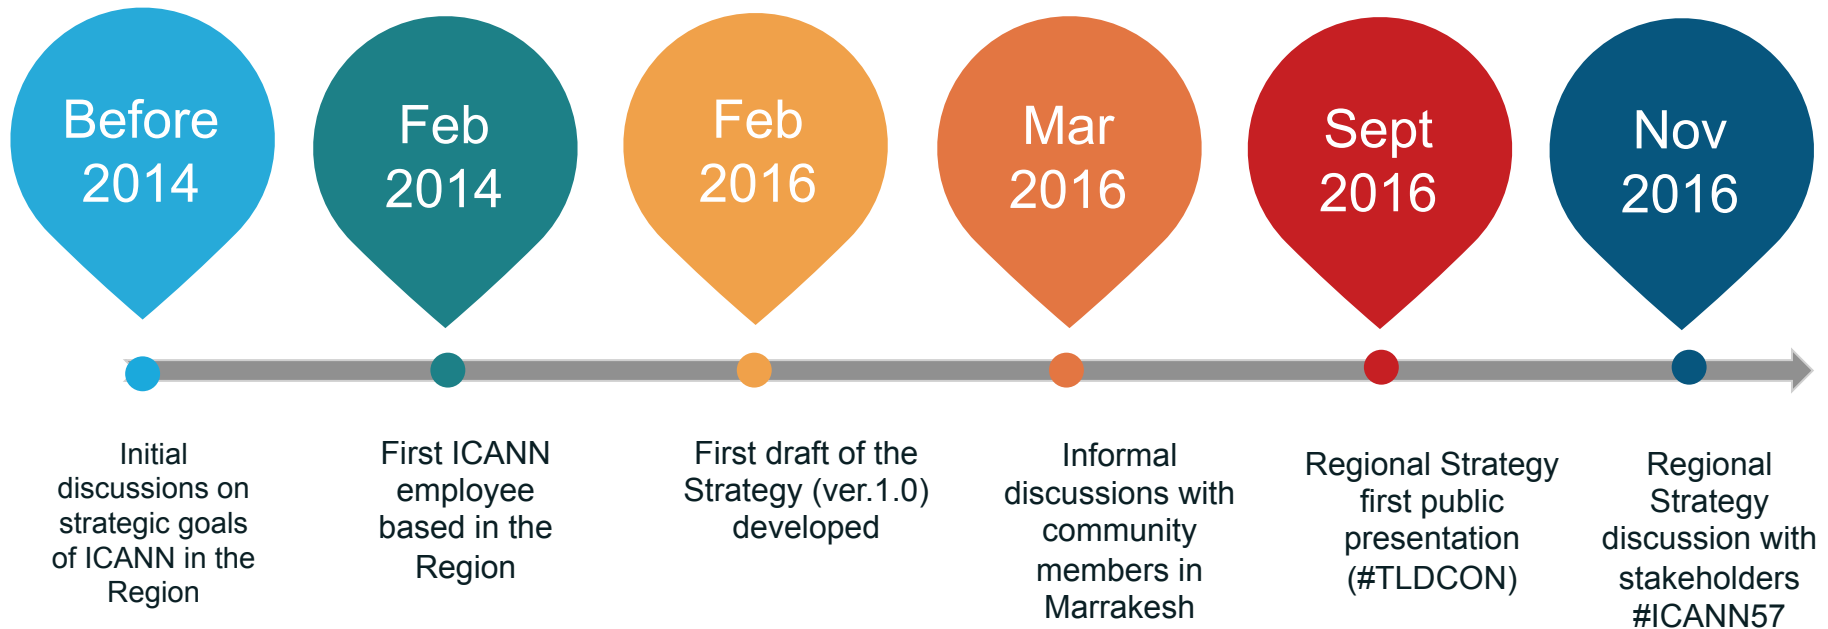 Before
2014
Feb
2014
Feb
2016
Mar
2016
Sept
2016
Nov
2016
Initial
discussions on
strategic goals
of ICANN in the
Region
First ICANN
employee
based in the
Region
First draft of the
Strategy (ver.1.0)
developed
Informal
discussions with
community
members in
Marrakesh
Regional Strategy
first public
presentation
(#TLDCON)
Regional
Strategy
discussion with
stakeholders
#ICANN57